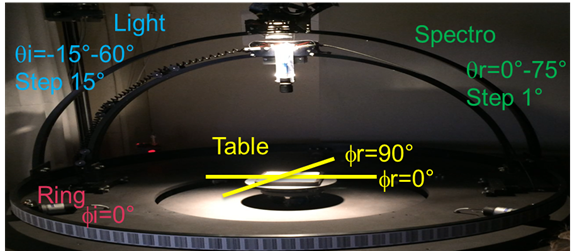 Light
θi=-15°-60°
Step 15°
Spectro
θr=0°-75°
Step 1°
Table
ϕr=90°
ϕr=0°
Ring
ϕi=0°